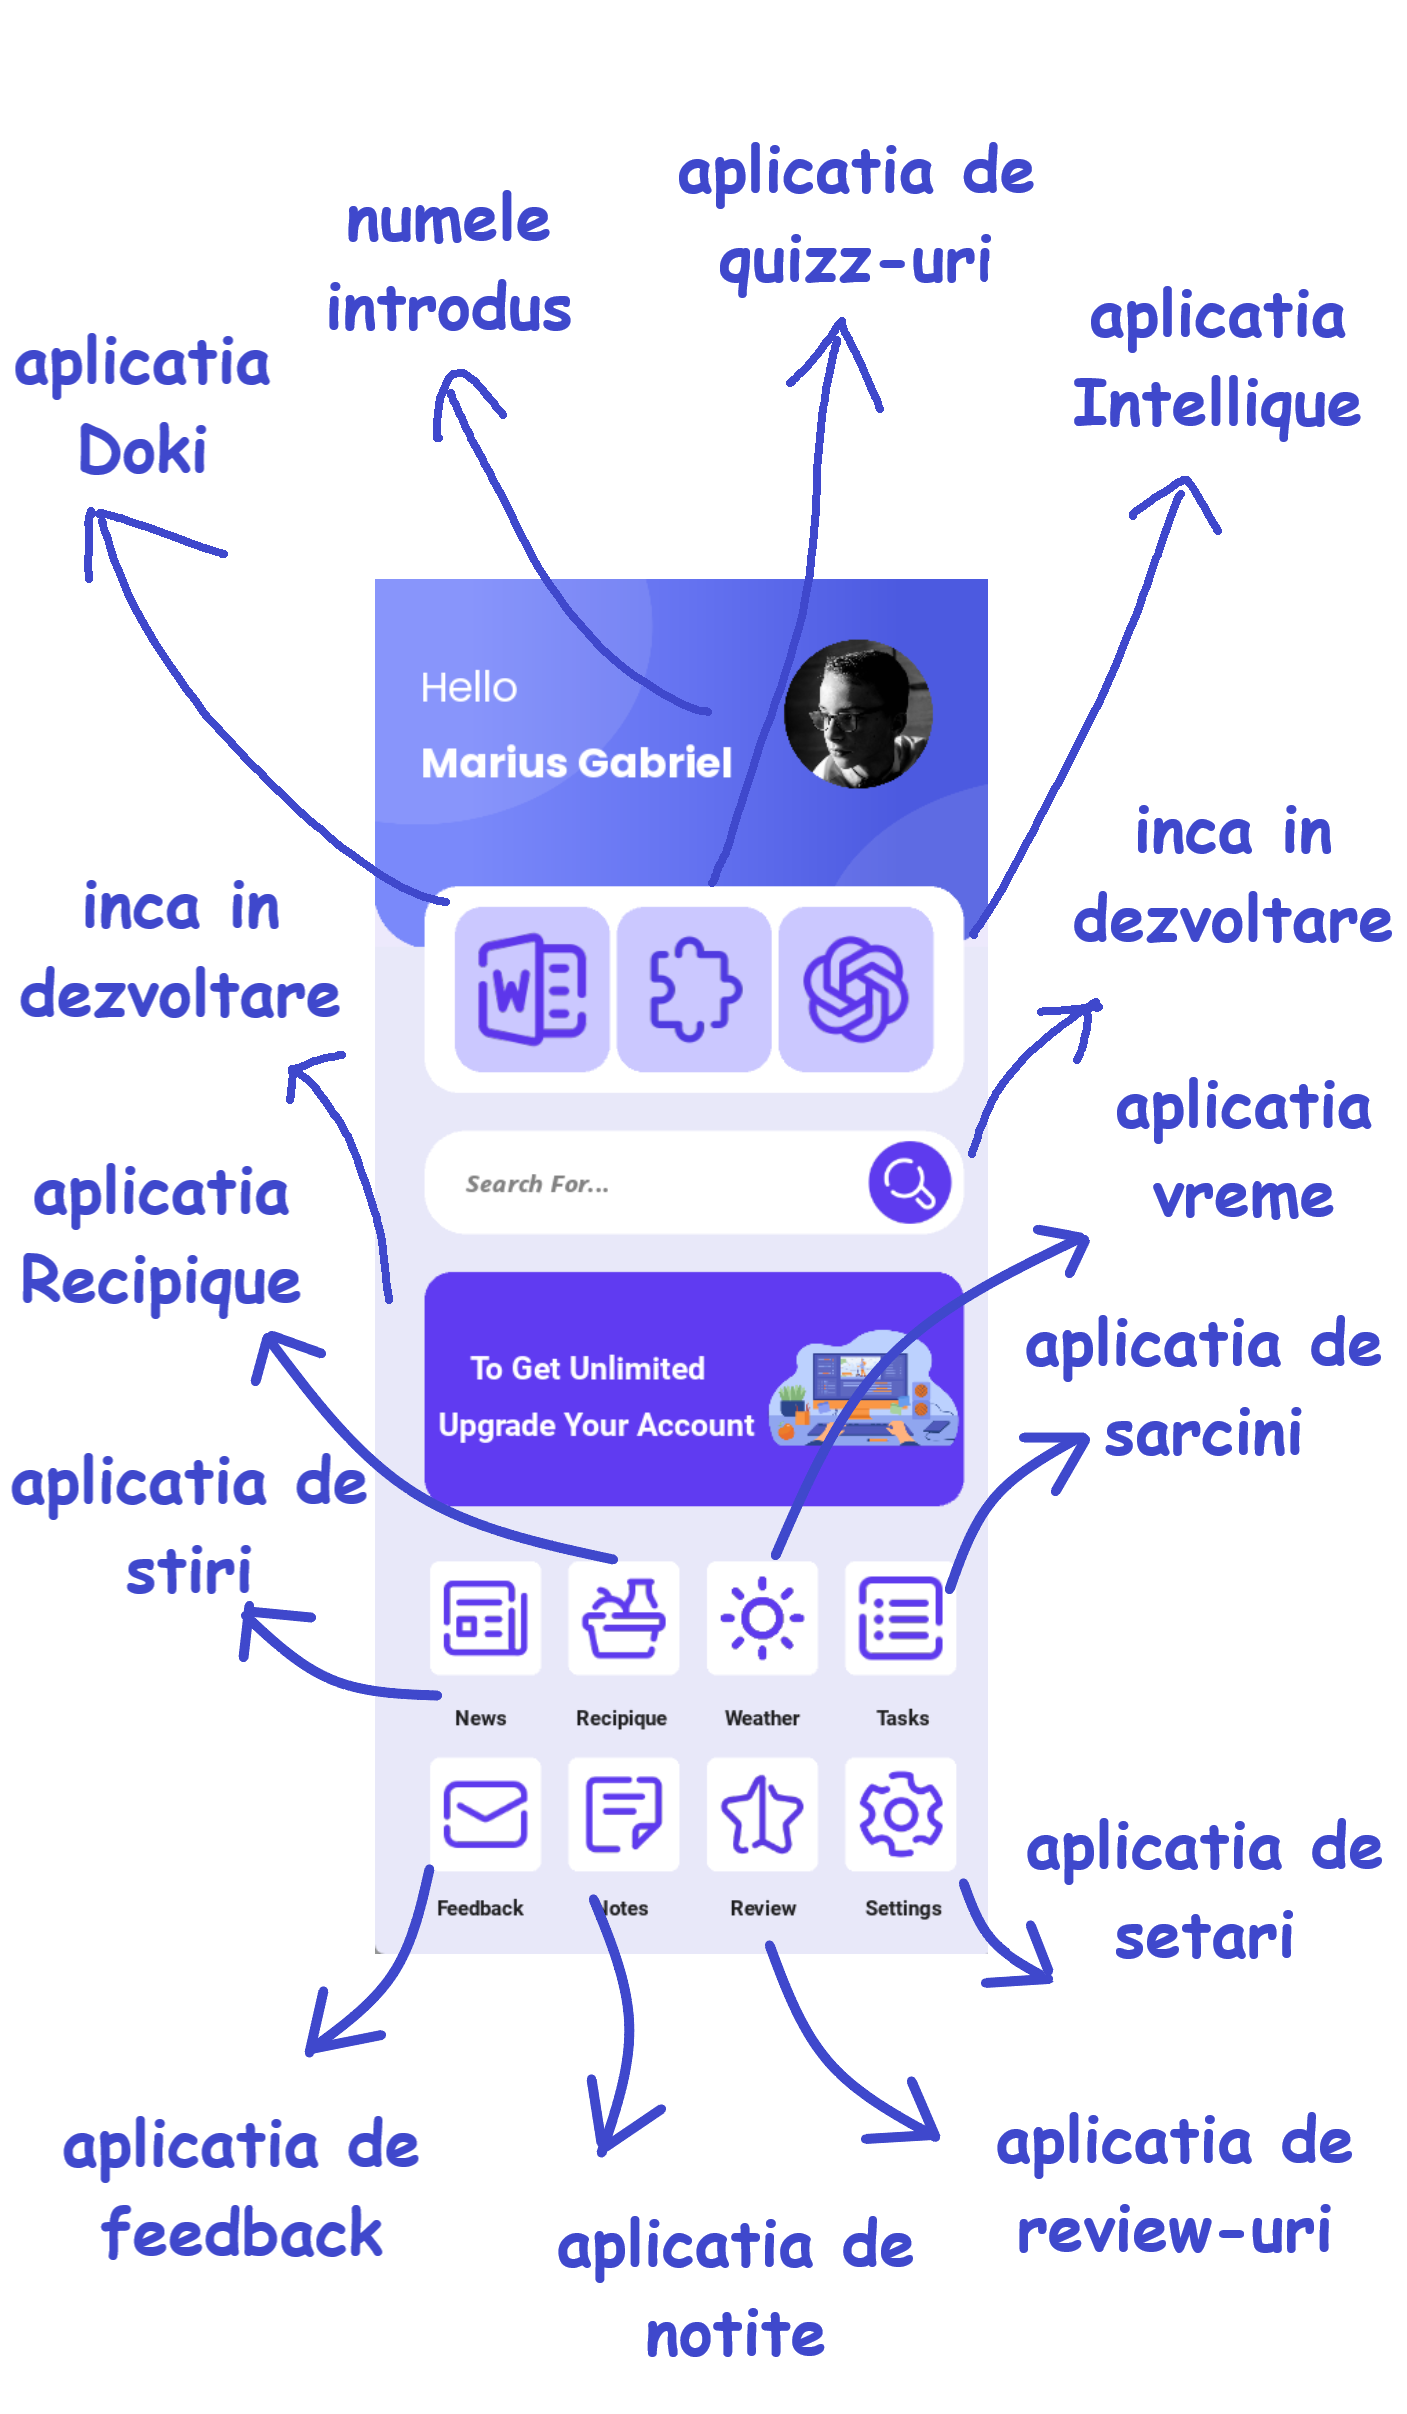 aplicatia de
quizz-uri
numele
introdus
aplicatia
Intellique
aplicatia
Doki
Hello
Marius Gabriel
inca in
dezvoltare
inca in
dezvoltare
W
Search For...
aplicatia
vreme
aplicatia
Recipique
To Get Unlimited
Upgrade Your Account
aplicatia de
sarcini
aplicatia de
stiri
News Recipique Weather Tasks
Feedback Notes Review Settings
aplicatia de
setari
aplicatia de
feedback
aplicatia de
notite
aplicatia de
review-uri